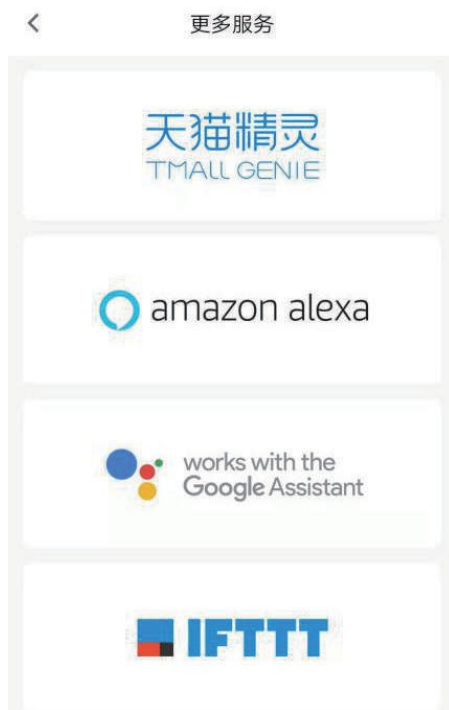 更多服务
天猫精灵
TMALL GENIE
amazon alexa
works with the
Google Assistant
IFTTT